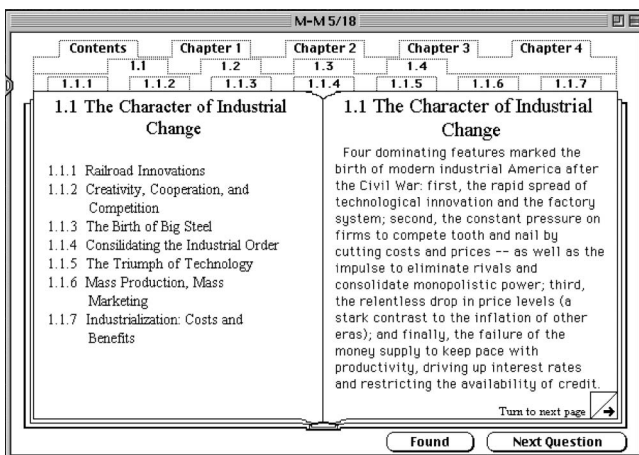 M-M 5/18
Contents Chapter 1 Chapter 2 Chapter 3 Chapter 4
1.1 1.2 1.3 1.4
1.1.1 1.1.2 1.1.3 1.1.4 1.1.5 1.1.6 1.1.7
1.1 The Character of Industrial
Change
1.1.1 Railroad Innovations
1.1.2 Creativity, Cooperation, and
Competition
1.1.3 The Birth of Big Steel
1.1.4 Consilidating the Industrial Order
1.1.5 The Triumph of Technology
1.1.6 Mass Production, Mass
Marketing
1.1.7 Industrialization: Costs and
Benefits
1.1 The Character of Industrial
Change
Four dominating features marked the
birth of modern industrial America after
the Civil War: first, the rapid spread of
technological innovation and the factory
system; second, the constant pressure on
firms to compete tooth and nail by
cutting costs and prices -- as well as the
impulse to eliminate rivals and
consolidate monopolistic power; third,
the relentless drop in price levels (a
stark contrast to the inflation of other
eras); and finally, the failure of the
money supply to keep pace with
productivity, driving up interest rates
and restricting the availability of credit.
Turn to next page
Found Next Question